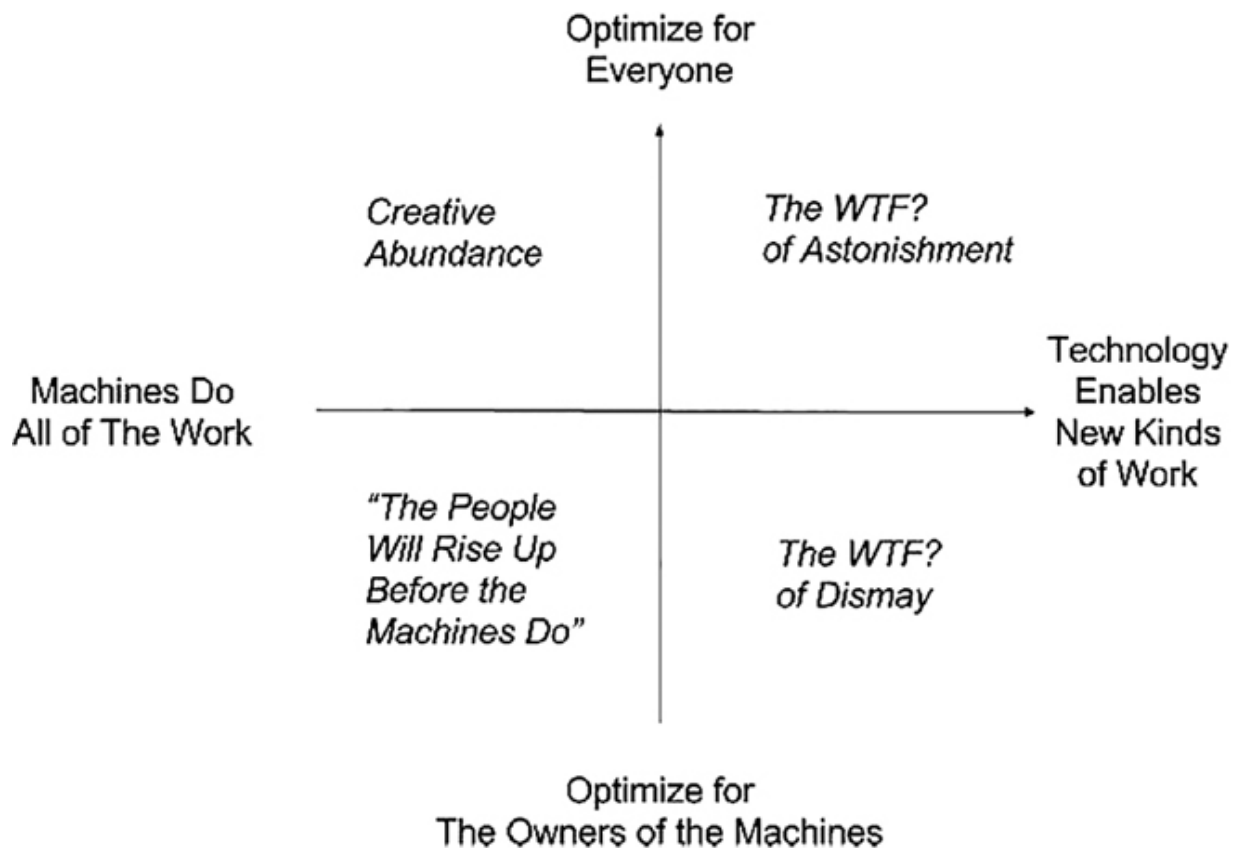 Optimize for
Everyone
Creative
Abundance
The WTF?
of Astonishment
Machines Do
All of The Work
Technology
Enables
New Kinds
of Work
“The People
Will Rise Up
Before the
Machines Do”
The WTF?
of Dismay
Optimize for
The Owners of the Machines